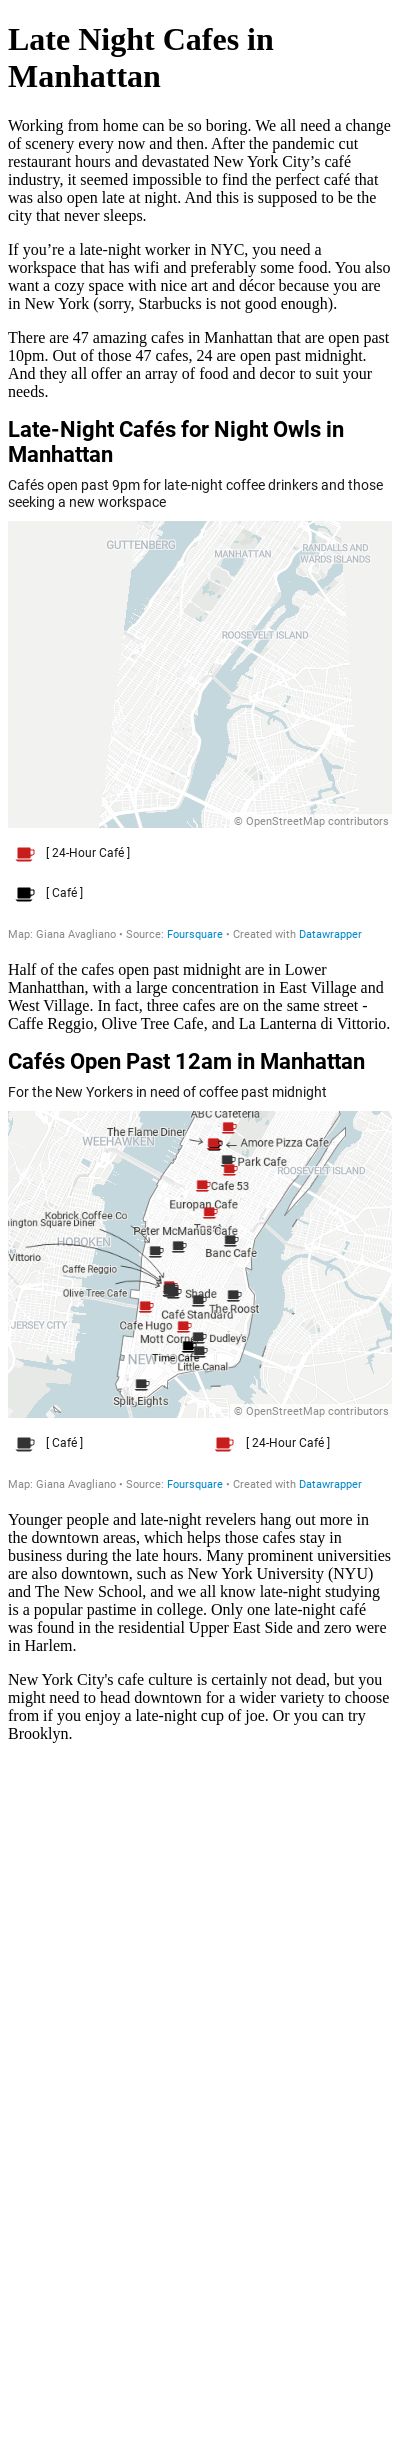 Late Night Cafes in
Manhattan
Working from home can be so boring. We all need a change
of scenery every now and then. After the pandemic cut
restaurant hours and devastated New York City’s café
industry, it seemed impossible to find the perfect café that
was also open late at night. And this is supposed to be the
city that never sleeps.
If you’re a late-night worker in NYC, you need a
workspace that has wifi and preferably some food. You also
want a cozy space with nice art and décor because you are
in New York (sorry, Starbucks is not good enough).
There are 47 amazing cafes in Manhattan that are open past
10pm. Out of those 47 cafes, 24 are open past midnight.
And they all offer an array of food and decor to suit your
needs.
Late-Night Cafés for Night Owls in
Manhattan
Cafés open past 9pm for late-night coffee drinkers and those
seeking a new workspace
GUTTENBERG
MANHATTAN
RANDALLS AND
WARDS ISLANDS
ROOSEVELT ISLAND
© OpenStreetMap contributors
[ 24-Hour Café ]
[ Café ]
Map: Giana Avagliano • Source: Foursquare • Created with Datawrapper
Half of the cafes open past midnight are in Lower
Manhatthan, with a large concentration in East Village and
West Village. In fact, three cafes are on the same street -
Caffe Reggio, Olive Tree Cafe, and La Lanterna di Vittorio.
Cafés Open Past 12am in Manhattan
For the New Yorkers in need of coffee past midnight
ABC Cafeteria
The Flame Diner
WEEHAWKEN
Amore Pizza Cafe
Park Cafe
ROOSEVELT ISLAND
Cafe 53
Europan Cafe
Kobrick Coffee Co
nington Square Diner
Peter McManus Cafe
HOBOKEN
Banc Cafe
Vittorio
Caffe Reggio
Olive Tree Cafe
Shade
The Roost
Café Standard
JERSEY CITY
Cafe Hugo
Mott Corner
Dudley's
NEW
Time Café
Little Canal
Split Eights
© OpenStreetMap contributors
[ Café ]
[ 24-Hour Café ]
Map: Giana Avagliano • Source: Foursquare • Created with Datawrapper
Younger people and late-night revelers hang out more in
the downtown areas, which helps those cafes stay in
business during the late hours. Many prominent universities
are also downtown, such as New York University (NYU)
and The New School, and we all know late-night studying
is a popular pastime in college. Only one late-night café
was found in the residential Upper East Side and zero were
in Harlem.
New York City's cafe culture is certainly not dead, but you
might need to head downtown for a wider variety to choose
from if you enjoy a late-night cup of joe. Or you can try
Brooklyn.